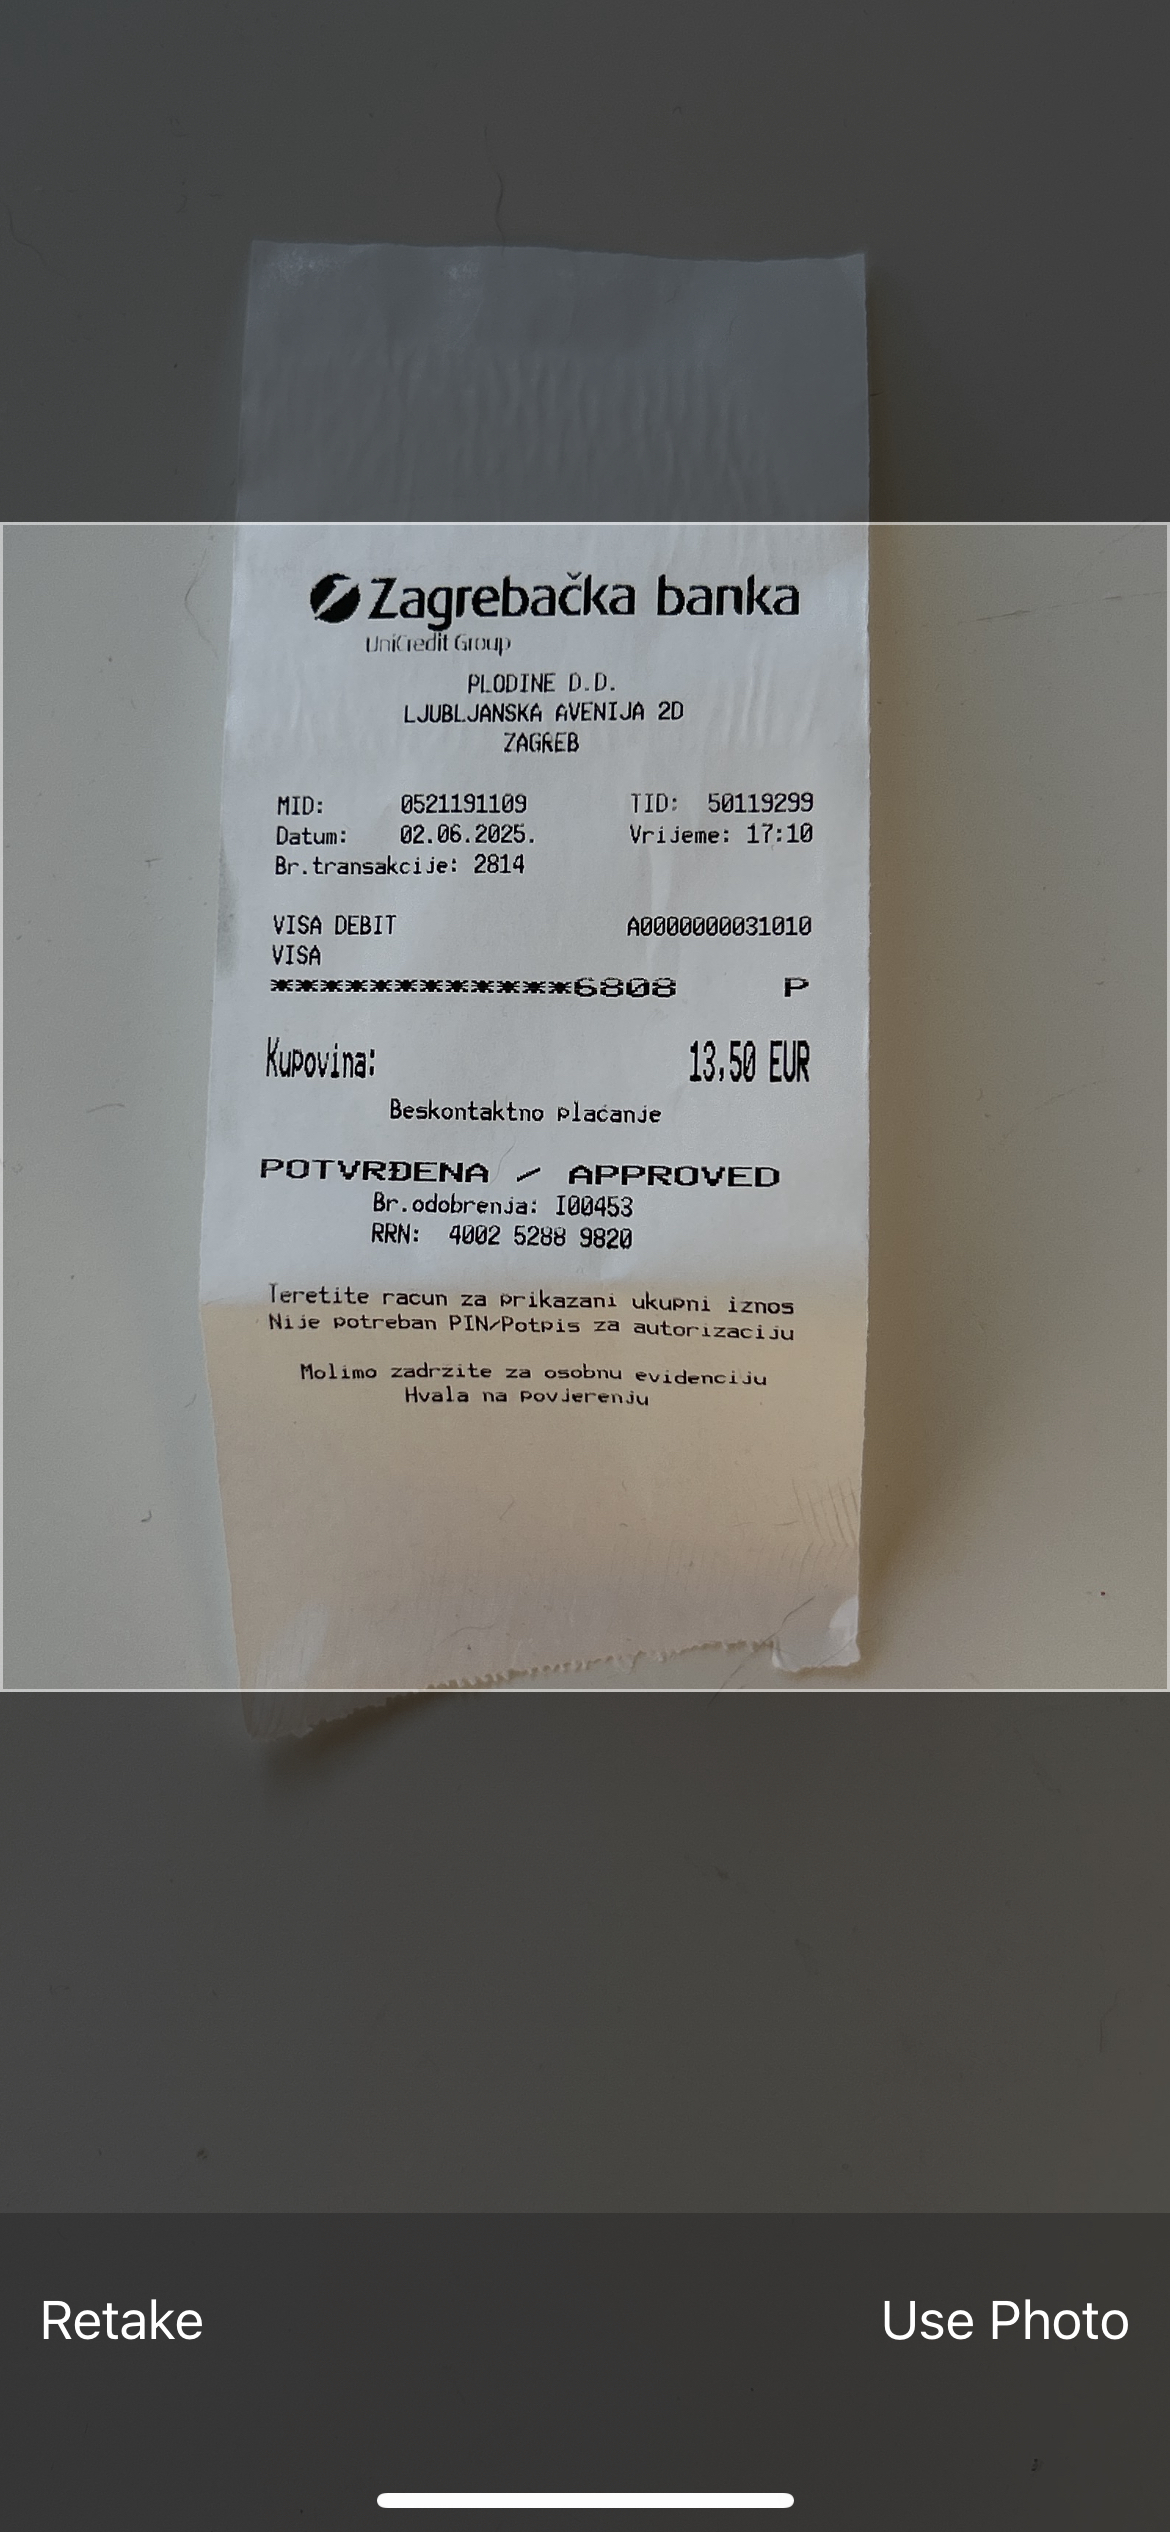 Zagrebačka banka
UniCredit Group
PLODINE D.D.
LJUBLJANSKA AVENIJA 2D
ZAGREB
MID: 0521191109 TID: 50119299
Datum: 02.06.2025. Vrijeme: 17:10
Br.transakcije: 2814
VISA DEBIT A0000000031010
VISA
************6808 P
Kupovina: 13,50 EUR
Beskontaktno plaćanje
POTVRĐENA / APPROVED
Br.odobrenja: I00453
RRN: 4002 5288 9820
Teretite racun za prikazani ukupni iznos
Nije potreban PIN/Potpis za autorizaciju
Molimo zadrzite za osobnu evidenciju
Hvala na povjerenju
Retake Use Photo